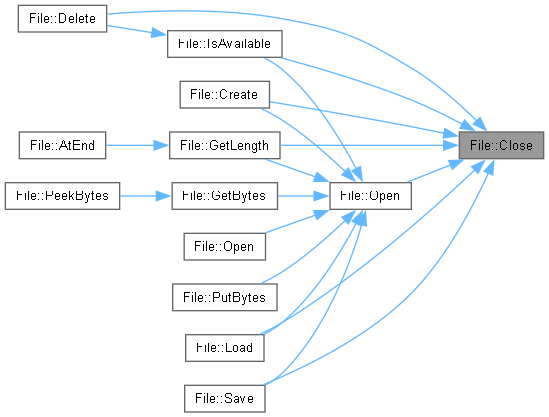 File::Delete
File::IsAvailable
File::Create
File::Close
File::AtEnd
File::GetLength
File::PeekBytes
File::GetBytes
File::Open
File::Open
File::PutBytes
File::Load
File::Save